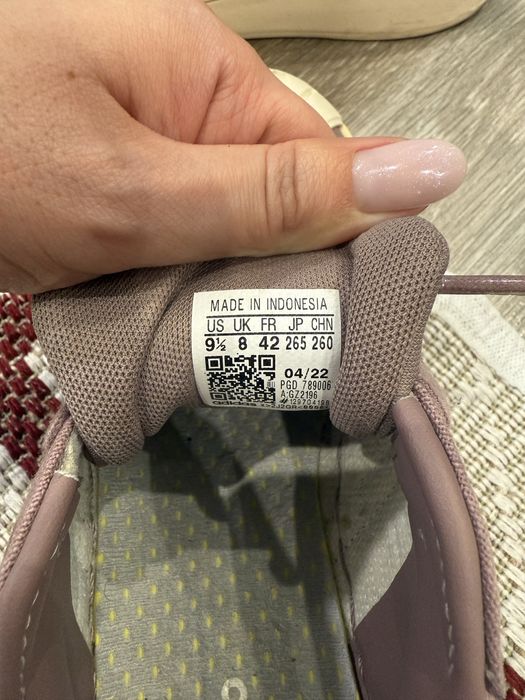 MADE IN INDONESIA
US UK FR JP CHN
9½ 8 42 265 260
04/22
PGD 789006
A:GZ2196
adidas